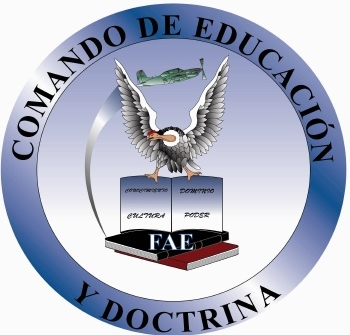 COMANDO DE EDUCACIÓN
CONOCIMIENTO DOMINIO
CULTURA PODER
FAE
Y DOCTRINA